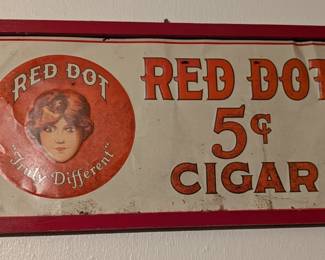 RED DOT
"Truly Different"
RED DOT
5¢
CIGAR